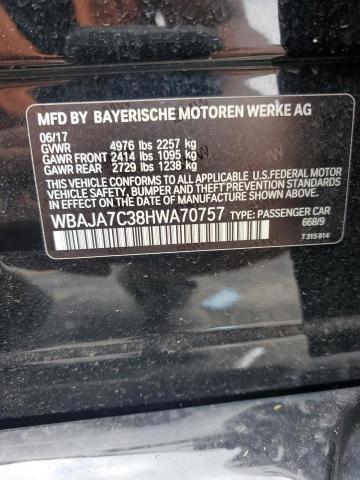 MFD BY BAYERISCHE MOTOREN WERKE AG
06/17
GVWR 4976 lbs 2257 kg
GAWR FRONT 2414 lbs 1095 kg
GAWR REAR 2729 lbs 1238 kg
THIS VEHICLE CONFORMS TO ALL APPLICABLE U.S.FEDERAL MOTOR
VEHICLE SAFETY, BUMPER, AND THEFT PREVENTION STANDARDS IN
EFFECT ON THE DATE OF MANUFACTURE SHOWN ABOVE.
WBAJA7C38HWA70757 TYPE: PASSENGER CAR
668/9
7 315 814